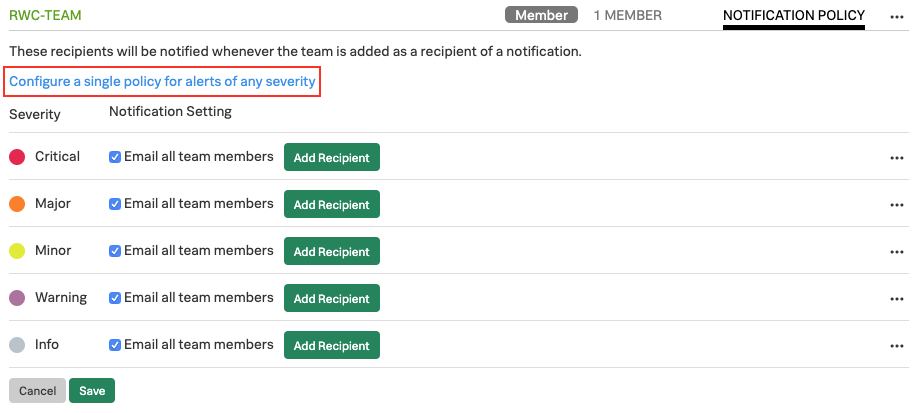 RWC-TEAM Member 1 MEMBER NOTIFICATION POLICY ...
These recipients will be notified whenever the team is added as a recipient of a notification.
Configure a single policy for alerts of any severity
Severity Notification Setting
Critical Email all team members Add Recipient ...
Major Email all team members Add Recipient ...
Minor Email all team members Add Recipient ...
Warning Email all team members Add Recipient ...
Info Email all team members Add Recipient ...
Cancel Save